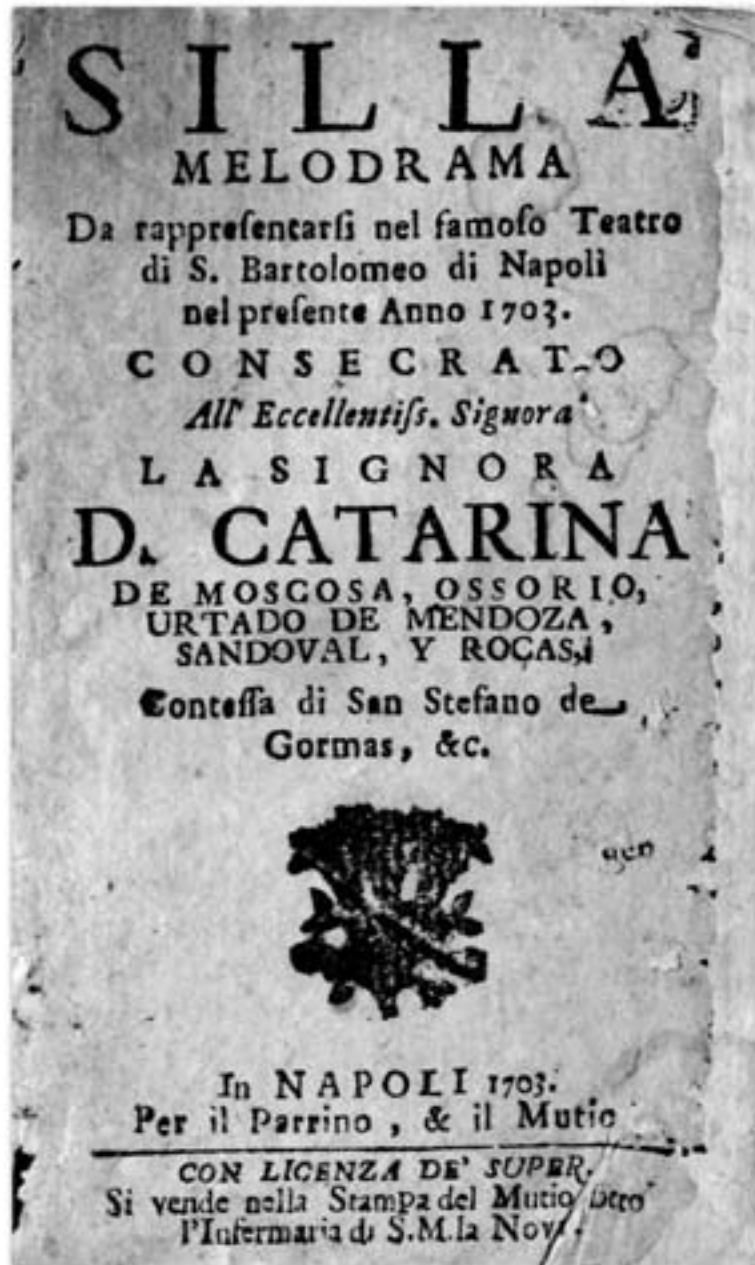 SILLA
MELODRAMA
Da rappreſentarſi nel famoſo Teatro
di S. Bartolomeo di Napoli
nel preſente Anno 1703.
CONSECRATO
All' Eccellentiſs. Signora
LA SIGNORA
D. CATARINA
DE MOSCOSA, OSSORIO,
URTADO DE MENDOZA,
SANDOVAL, Y ROCAS,
Conteſſa di San Stefano de
Gormas, &c.
In NAPOLI 1703.
Per il Parrino, & il Mutio
CON LICENZA DE' SUPER.
Si vende nella Stampa del Mutio
l'Infermaria di S.M. la Nov